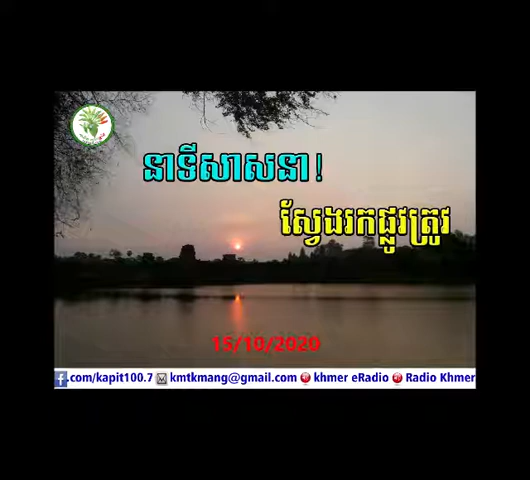 នាទីសាសនា!
ស្វែងរកផ្លូវត្រូវ
15/10/2020
.com/kapit100.7 kmtkmang@gmail.com khmer eRadio Radio Khmer